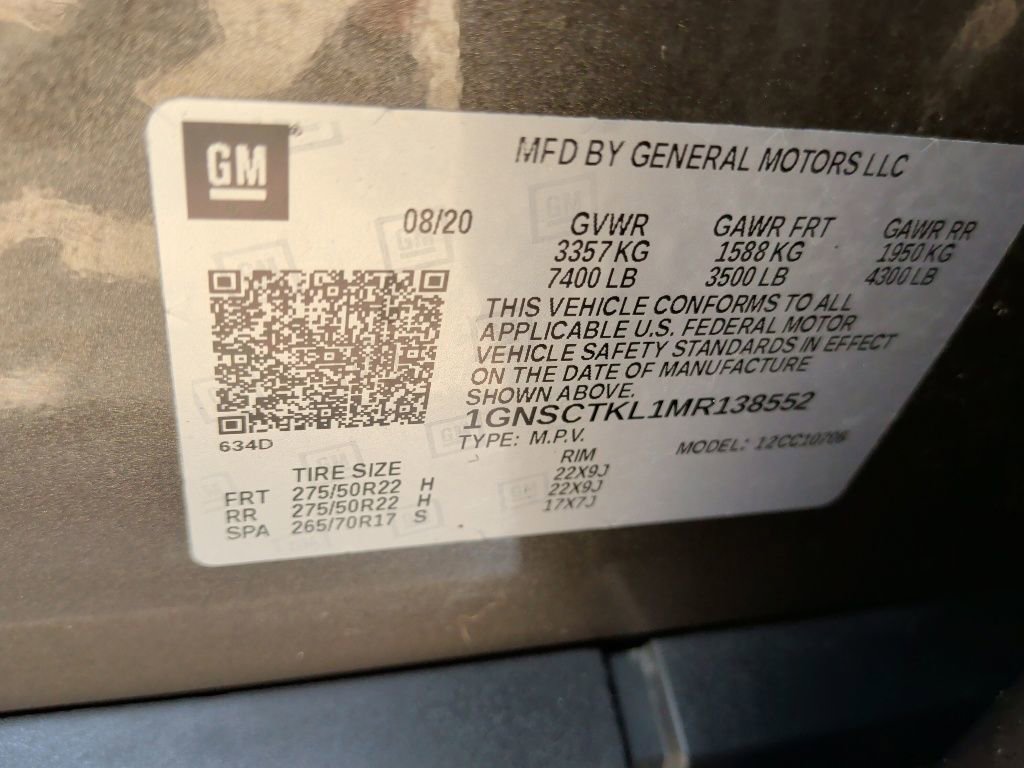 GM
MFD BY GENERAL MOTORS LLC
08/20 GVWR GAWR FRT GAWR RR
3357 KG 1588 KG 1950 KG
7400 LB 3500 LB 4300 LB
THIS VEHICLE CONFORMS TO ALL
APPLICABLE U.S. FEDERAL MOTOR
VEHICLE SAFETY STANDARDS IN EFFECT
ON THE DATE OF MANUFACTURE
SHOWN ABOVE.
1GNSCTKL1MR138552
TYPE: M.P.V. MODEL: 12CC10706
634D
TIRE SIZE RIM
FRT 275/50R22 H 22X9J
RR 275/50R22 H 22X9J
SPA 265/70R17 S 17X7J